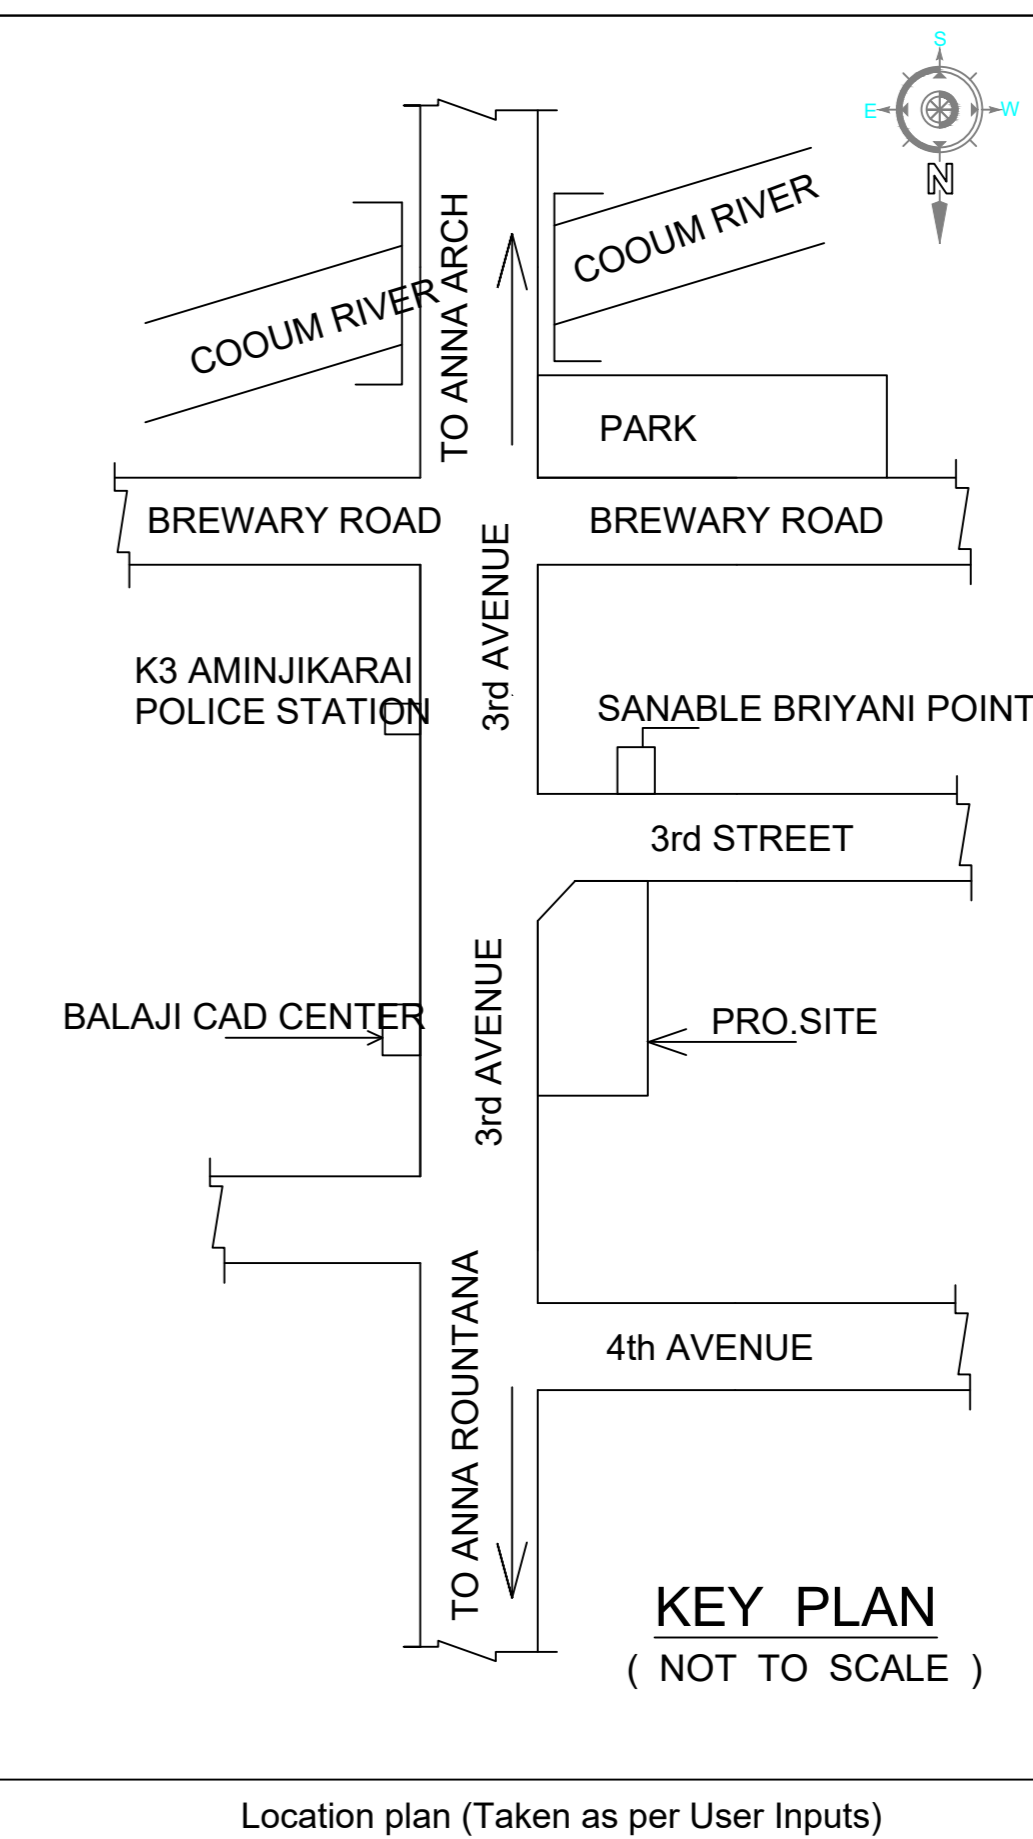 S
E
W
N
COOUM RIVER
COOUM RIVER
TO ANNA ARCH
PARK
BREWARY ROAD
BREWARY ROAD
3rd AVENUE
K3 AMINJIKARAI
POLICE STATION
SANABLE BRIYANI POINT
3rd STREET
3rd AVENUE
BALAJI CAD CENTER
PRO.SITE
TO ANNA ROUNTANA
4th AVENUE
KEY PLAN
( NOT TO SCALE )
Location plan (Taken as per User Inputs)